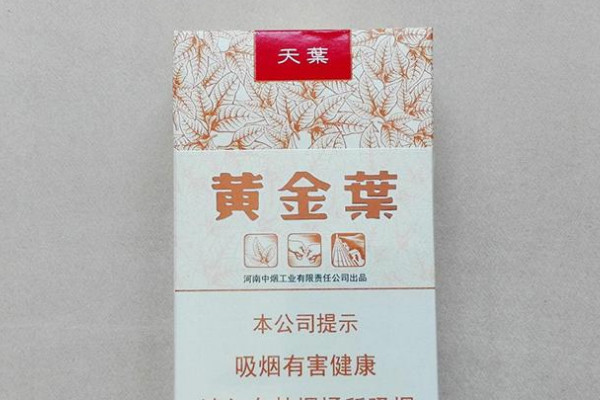 天葉
黄金葉
河南中烟工业有限责任公司出品
本公司提示
吸烟有害健康